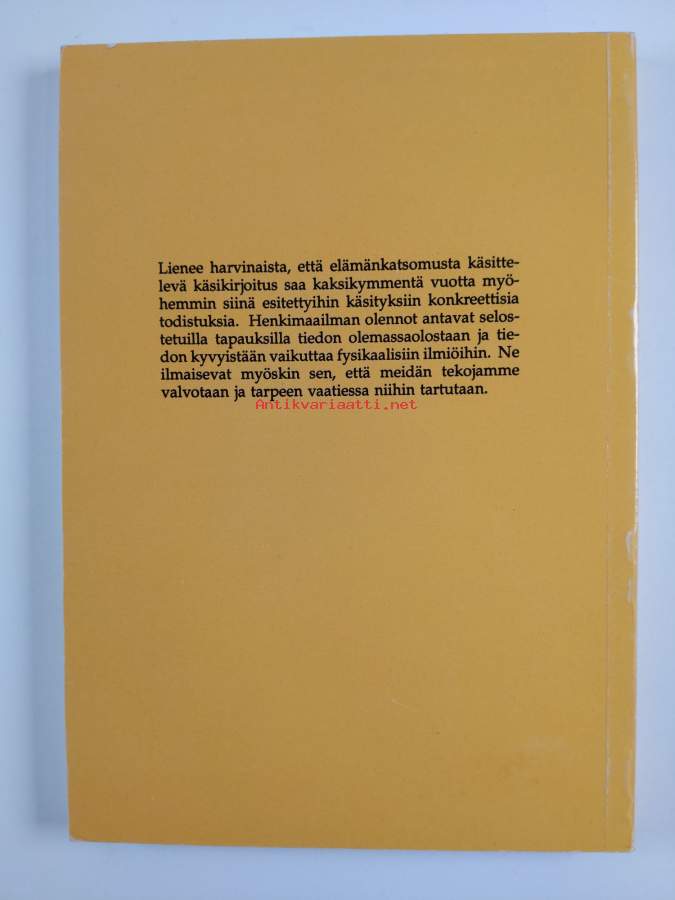 Lienee harvinaista, että elämänkatsomusta käsitte-
levä käsikirjoitus saa kaksikymmentä vuotta myö-
hemmin siinä esitettyihin käsityksiin konkreettisia
todistuksia. Henkimaailman olennot antavat selos-
tetuilla tapauksilla tiedon olemassaolostaan ja tie-
don kyvyistään vaikuttaa fysikaalisiin ilmiöihin. Ne
ilmaisevat myöskin sen, että meidän tekojamme
valvotaan ja tarpeen vaatiessa niihin tartutaan.
Antikvariaatti.net